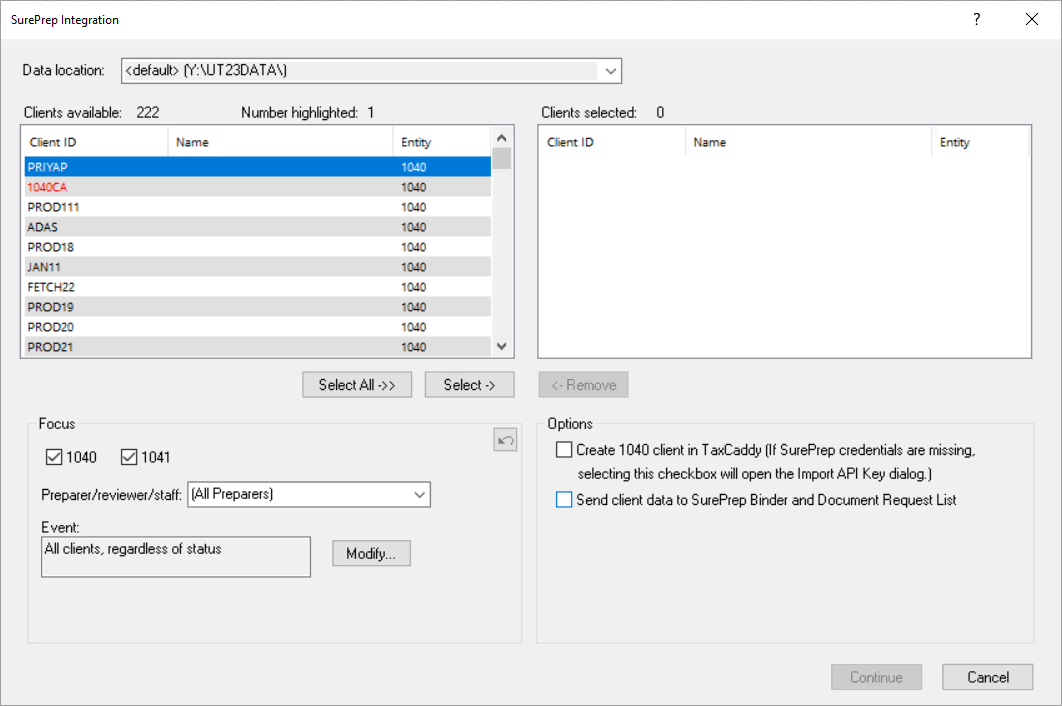 SurePrep Integration ?
Data location: <default> (Y:\UT23DATA\)
Clients available: 222 Number highlighted: 1
Client ID Name Entity
PRIYAP 1040
1040CA 1040
PROD111 1040
ADAS 1040
PROD18 1040
JAN11 1040
FETCH22 1040
PROD19 1040
PROD20 1040
PROD21 1040
Select All ->> Select ->
Clients selected: 0
Client ID Name Entity
<- Remove
Focus
1040 1041
Preparer/reviewer/staff: (All Preparers)
Event:
All clients, regardless of status
Modify...
Options
Create 1040 client in TaxCaddy (If SurePrep credentials are missing,
selecting this checkbox will open the Import API Key dialog.)
Send client data to SurePrep Binder and Document Request List
Continue Cancel